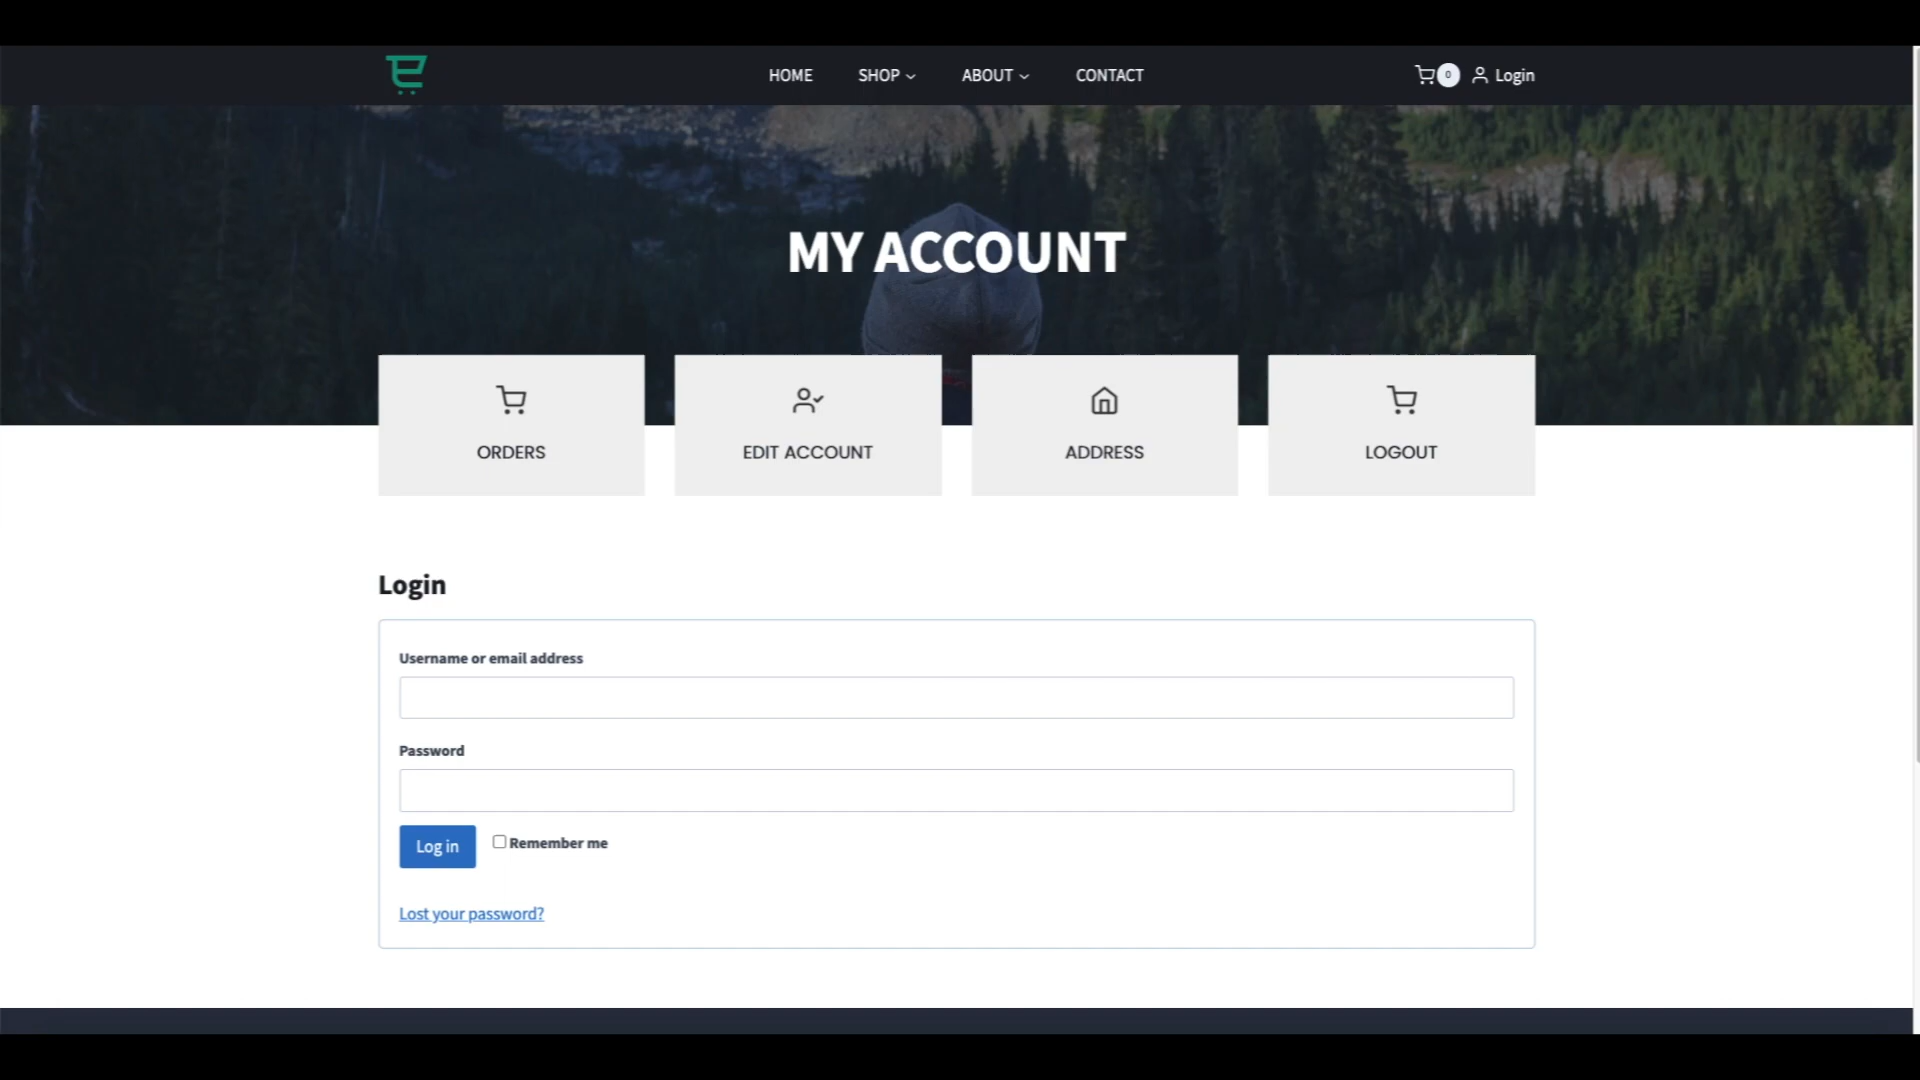 HOME SHOP ABOUT CONTACT 0 Login
MY ACCOUNT
ORDERS EDIT ACCOUNT ADDRESS LOGOUT
Login
Username or email address
Password
Log in Remember me
Lost your password?